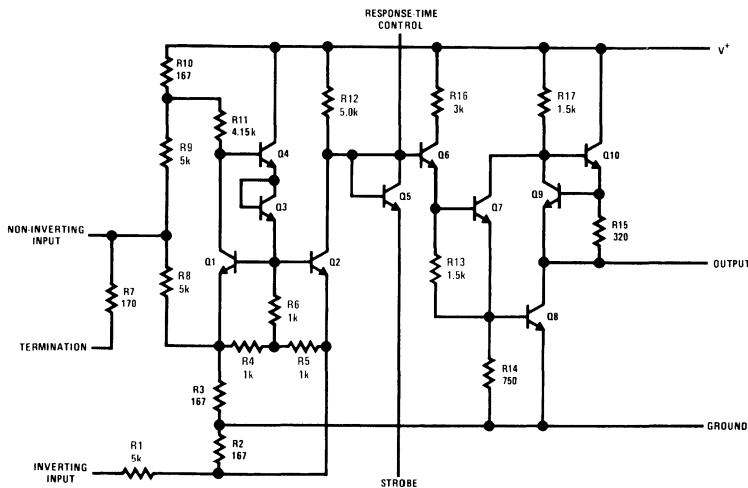 RESPONSE-TIME
CONTROL
V+
R10
167
R12
5.0k
R16
3k
R17
1.5k
R11
4.15k
R9
5k
Q4
Q6
Q10
Q3
Q5
Q7
Q9
NON-INVERTING
INPUT
R15
320
R8
5k
Q1
Q2
R13
1.5k
OUTPUT
R7
170
R6
1k
Q8
TERMINATION
R4
1k
R5
1k
R14
750
R3
167
GROUND
R2
167
R1
5k
INVERTING
INPUT
STROBE